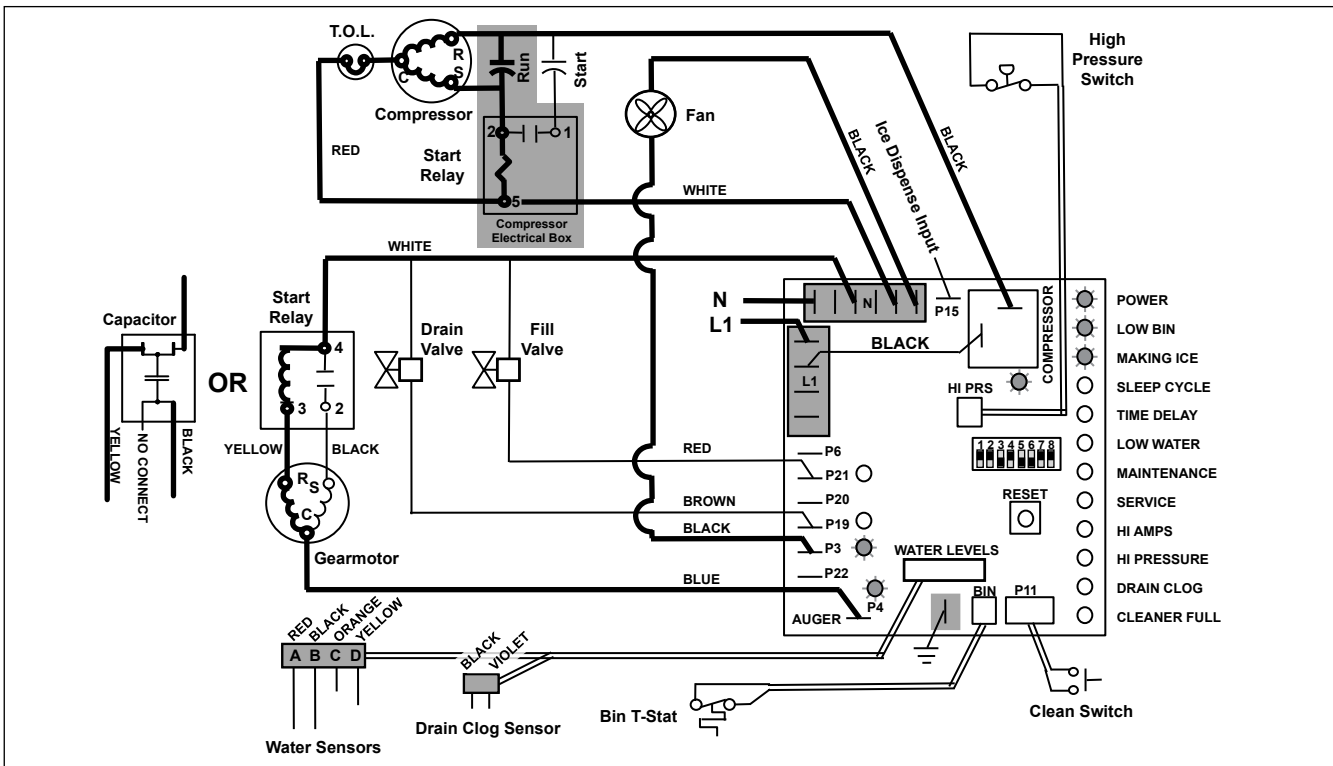 T.O.L.
R
S
C
Compressor
Run
Start
2
1
Start
Relay
5
Compressor
Electrical Box
RED
WHITE
Fan
BLACK
Ice Dispense Input
BLACK
High
Pressure
Switch
WHITE
Capacitor
YELLOW
NO CONNECT
BLACK
OR
Start
Relay
4
3
2
YELLOW
BLACK
R
S
C
Gearmotor
Drain
Valve
Fill
Valve
N
L1
N
L1
BLACK
P15
COMPRESSOR
HI PRS
POWER
LOW BIN
MAKING ICE
SLEEP CYCLE
TIME DELAY
LOW WATER
MAINTENANCE
SERVICE
HI AMPS
HI PRESSURE
DRAIN CLOG
CLEANER FULL
1 2 3 4 5 6 7 8
RESET
RED
BROWN
BLACK
BLUE
P6
P21
P20
P19
P3
P22
P4
AUGER
WATER LEVELS
BIN
P11
RED
BLACK
ORANGE
YELLOW
A B C D
Water Sensors
BLACK
VIOLET
Drain Clog Sensor
Bin T-Stat
Clean Switch